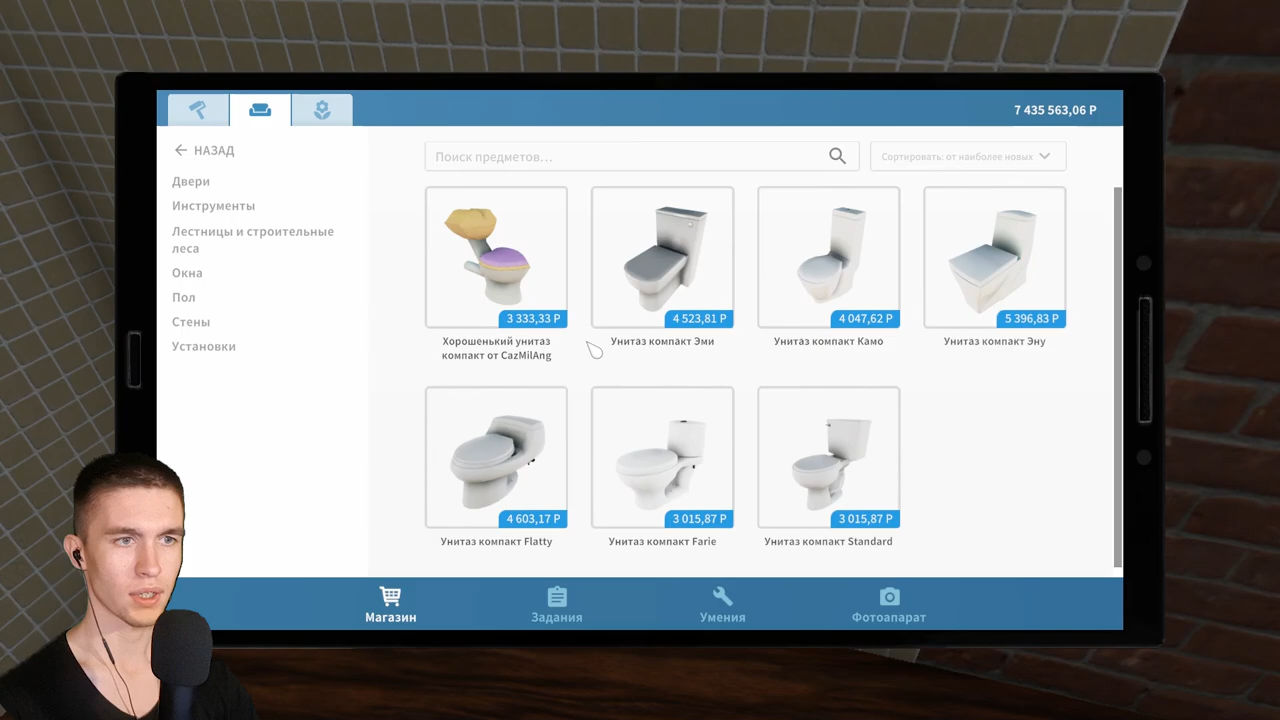 7 435 563,06 Р
НАЗАД
Поиск предметов...
Сортировать: от наиболее новых
Двери
Инструменты
Лестницы и строительные
леса
Окна
Пол
Стены
Установки
3 333,33 Р
4 523,81 Р
4 047,62 Р
5 396,83 Р
Хорошенький унитаз
компакт от CazMilAng
Унитаз компакт Эми
Унитаз компакт Камо
Унитаз компакт Эну
4 603,17 Р
3 015,87 Р
3 015,87 Р
Унитаз компакт Flatty
Унитаз компакт Farie
Унитаз компакт Standard
Магазин
Задания
Умения
Фотоаппарат